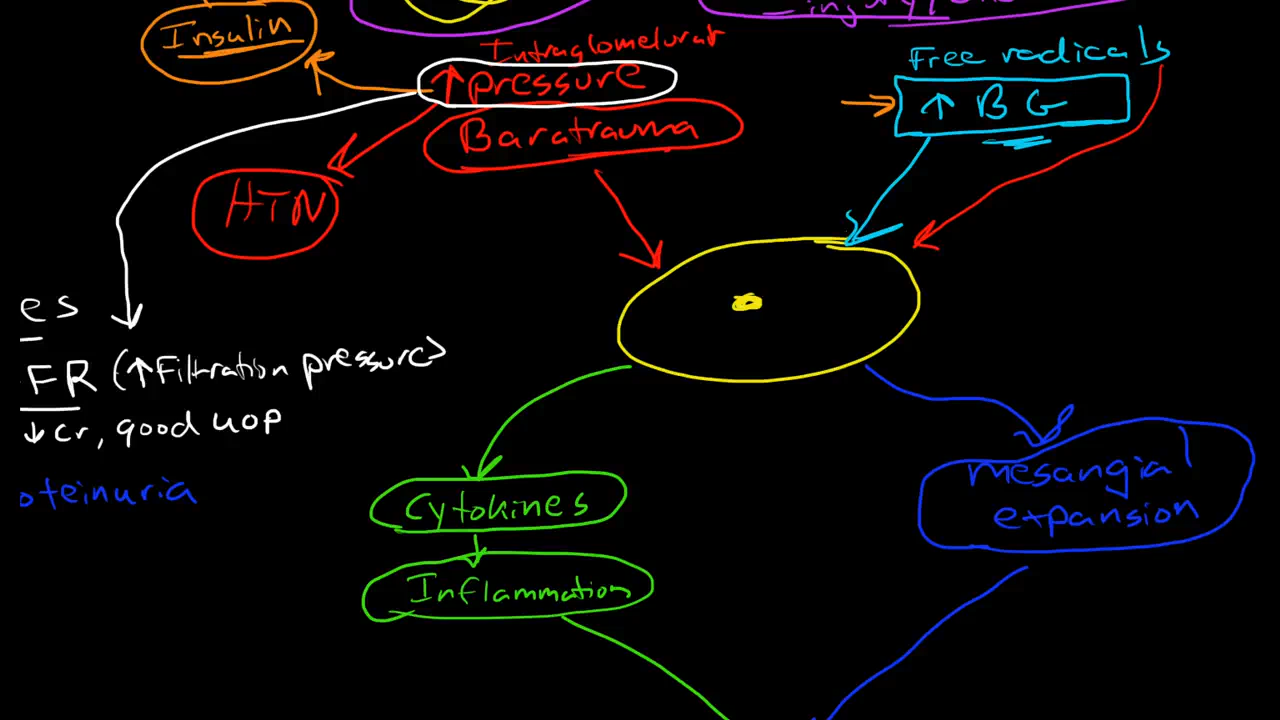 Insulin
Intraglomelurar
↑ pressure
Baratrauma
HTN
Free radicals
↑ BG
es
FR (↑Filtration pressure)
↓cr, good uop
oteinuria
Cytokines
Inflammation
mesangial
expansion